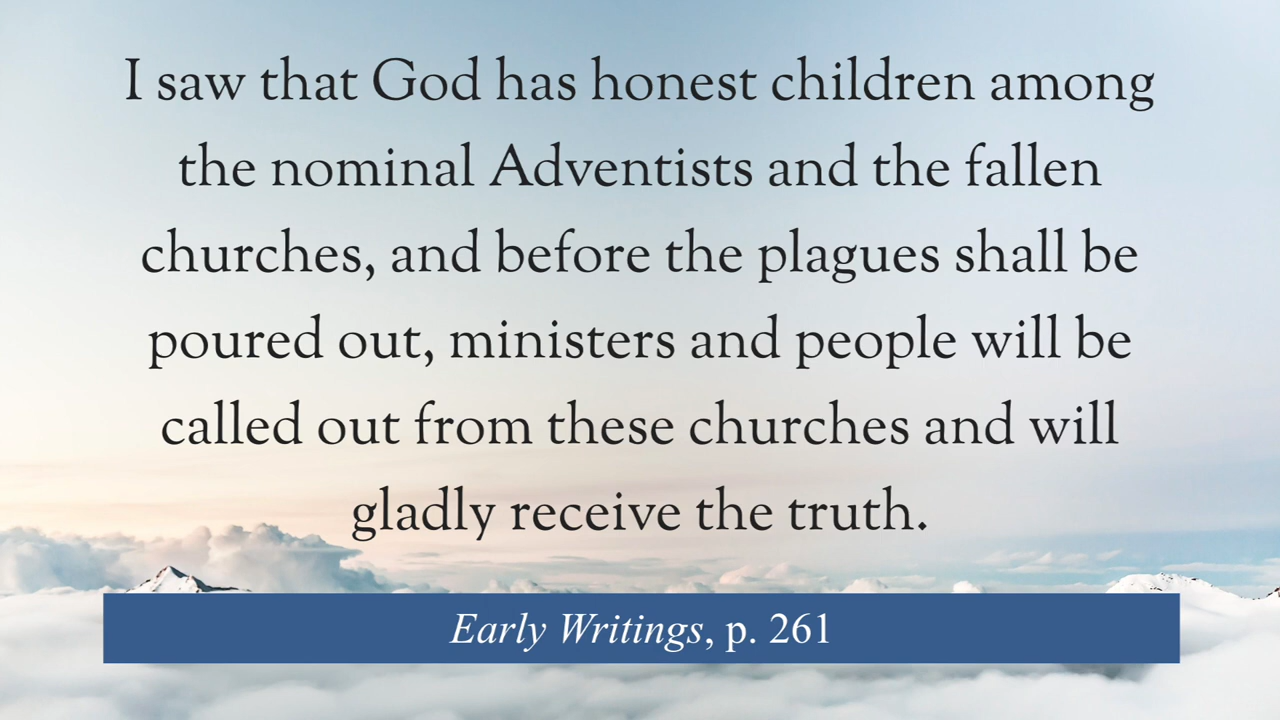 I saw that God has honest children among
the nominal Adventists and the fallen
churches, and before the plagues shall be
poured out, ministers and people will be
called out from these churches and will
gladly receive the truth.
Early Writings, p. 261